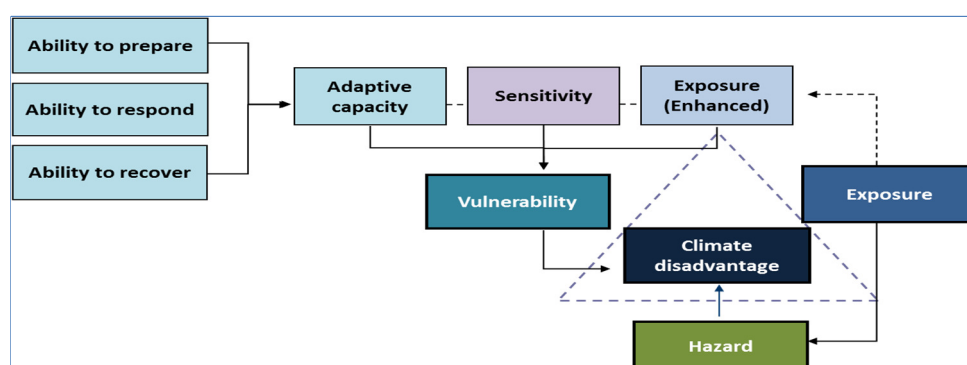 Ability to prepare
Ability to respond
Ability to recover
Adaptive
capacity
Sensitivity
Exposure
(Enhanced)
Vulnerability
Exposure
Climate
disadvantage
Hazard